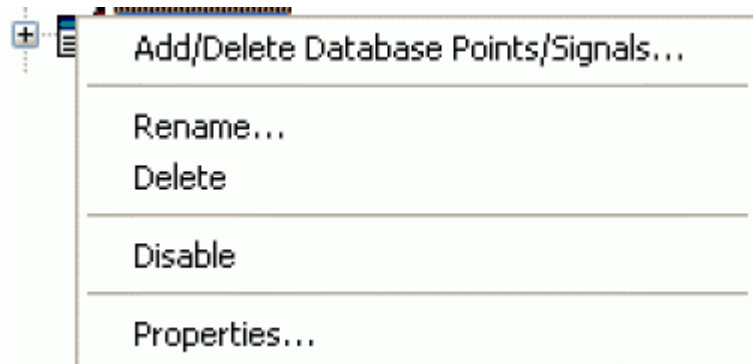 Add/Delete Database Points/Signals...
Rename...
Delete
Disable
Properties...